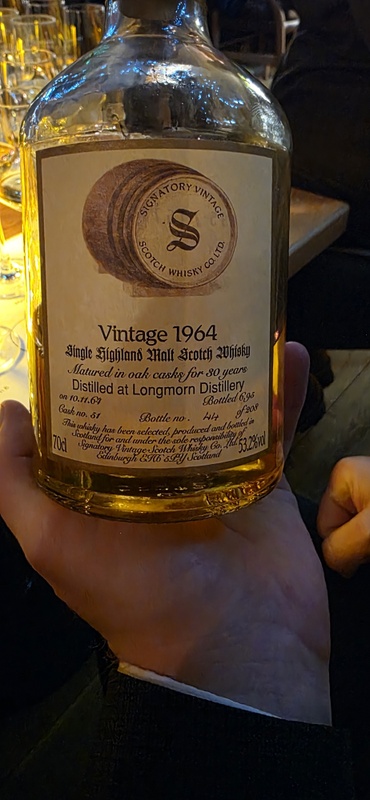 SIGNATORY VINTAGE
S
SCOTCH WHISKY CO. LTD.
Vintage 1964
Single Highland Malt Scotch Whisky
Matured in oak casks for 30 years
Distilled at Longmorn Distillery
on 10.11.64 Bottled 6.95
Cask no. 51 Bottle no. 44 of 208
This whisky has been selected, produced and bottled in
Scotland for and under the sole responsibility of
70cl Signatory Vintage Scotch Whisky Co. Ltd. 53.2%vol
Edinburgh EH6 5PY Scotland